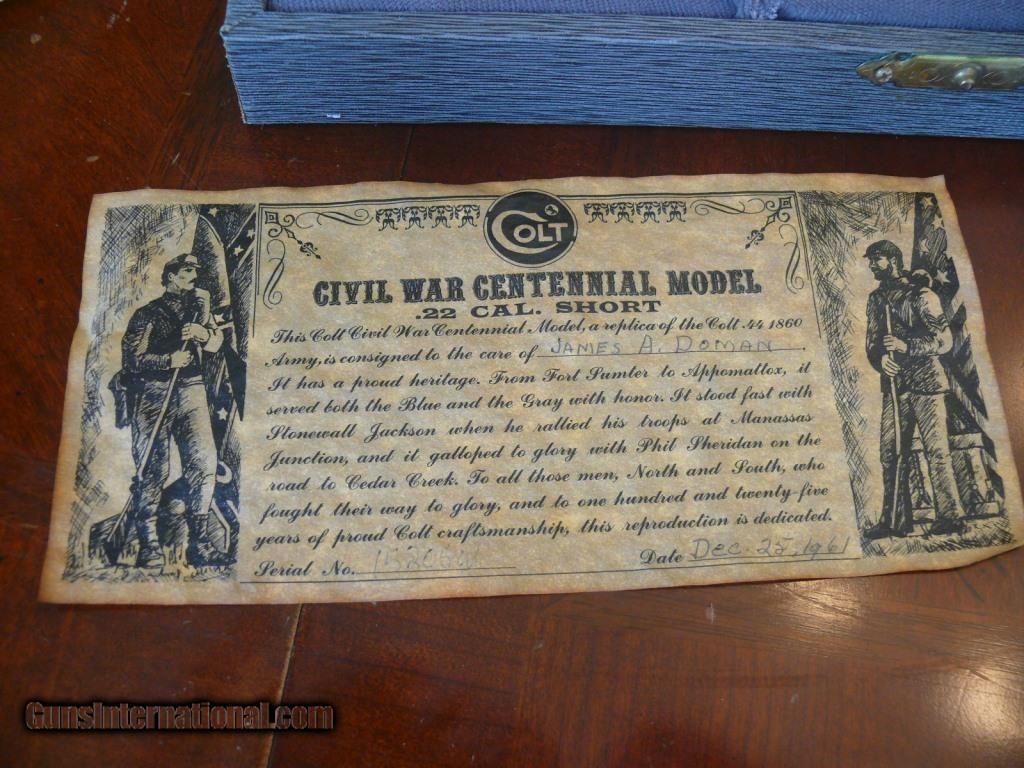 COLT
CIVIL WAR CENTENNIAL MODEL
.22 CAL. SHORT
This Colt Civil War Centennial Model, a replica of the Colt .44 1860
Army, is consigned to the care of JAMES A. DOMAN.
It has a proud heritage. From Fort Sumter to Appomattox, it
served both the Blue and the Gray with honor. It stood fast with
Stonewall Jackson when he rallied his troops at Manassas
Junction, and it galloped to glory with Phil Sheridan on the
road to Cedar Creek. To all those men, North and South, who
fought their way to glory, and to one hundred and twenty-five
years of proud Colt craftsmanship, this reproduction is dedicated.
Serial No. Date Dec. 25, 1961
GunsInternational.com